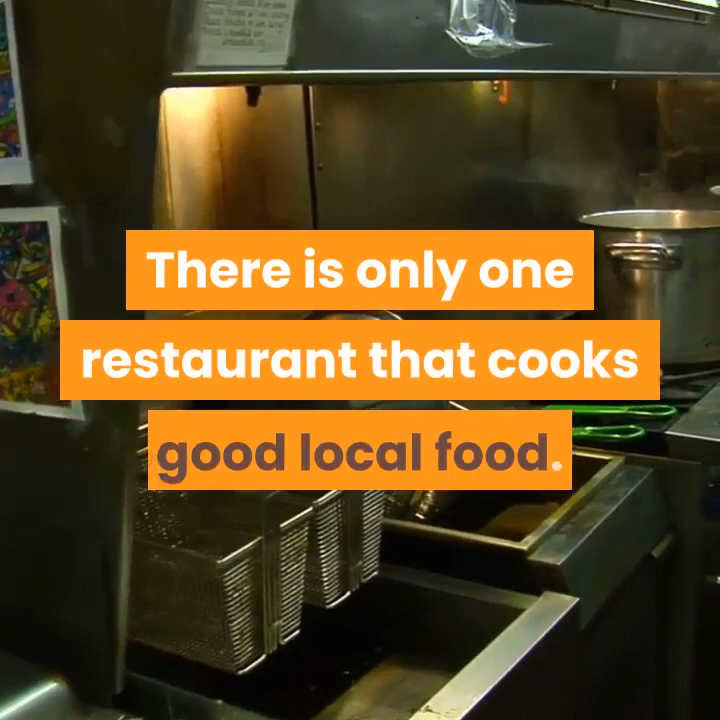 There is only one
restaurant that cooks
good local food.